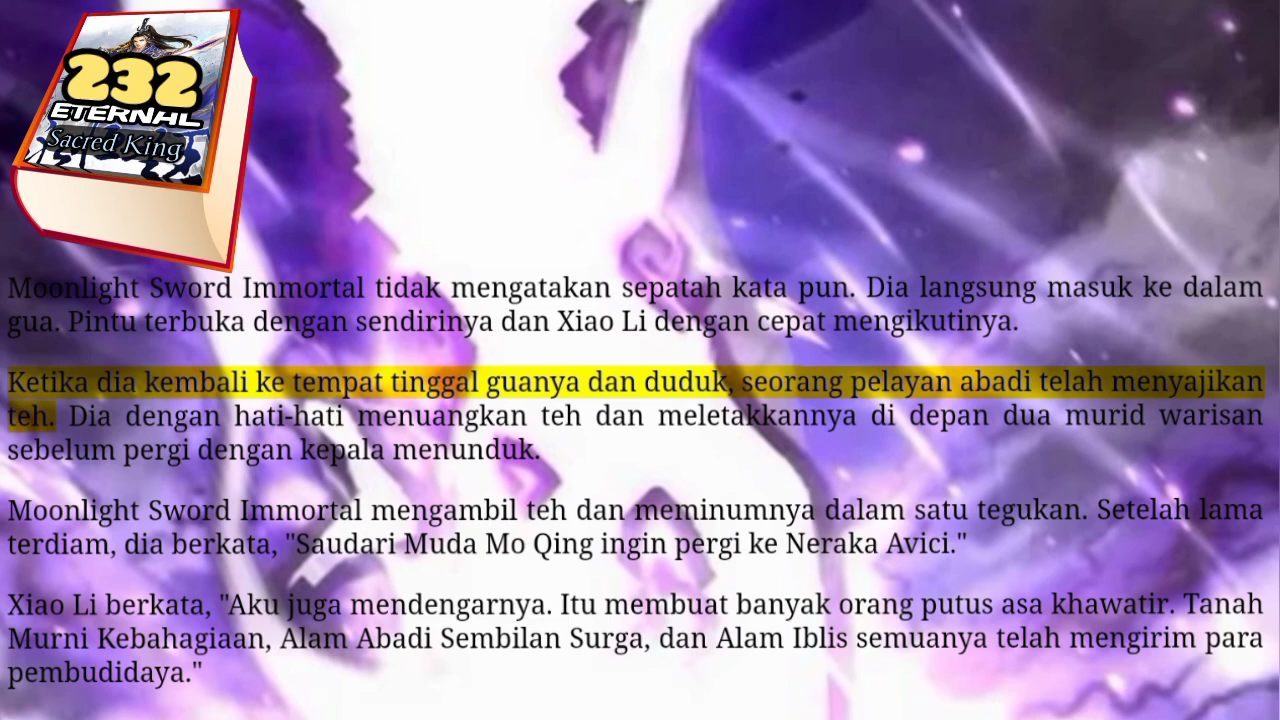 232
ETERNAL
Sacred King
Moonlight Sword Immortal tidak mengatakan sepatah kata pun. Dia langsung masuk ke dalam
gua. Pintu terbuka dengan sendirinya dan Xiao Li dengan cepat mengikutinya.
Ketika dia kembali ke tempat tinggal guanya dan duduk, seorang pelayan abadi telah menyajikan
teh. Dia dengan hati-hati menuangkan teh dan meletakkannya di depan dua murid warisan
sebelum pergi dengan kepala menunduk.
Moonlight Sword Immortal mengambil teh dan meminumnya dalam satu tegukan. Setelah lama
terdiam, dia berkata, "Saudari Muda Mo Qing ingin pergi ke Neraka Avici."
Xiao Li berkata, "Aku juga mendengarnya. Itu membuat banyak orang putus asa khawatir. Tanah
Murni Kebahagiaan, Alam Abadi Sembilan Surga, dan Alam Iblis semuanya telah mengirim para
pembudidaya."